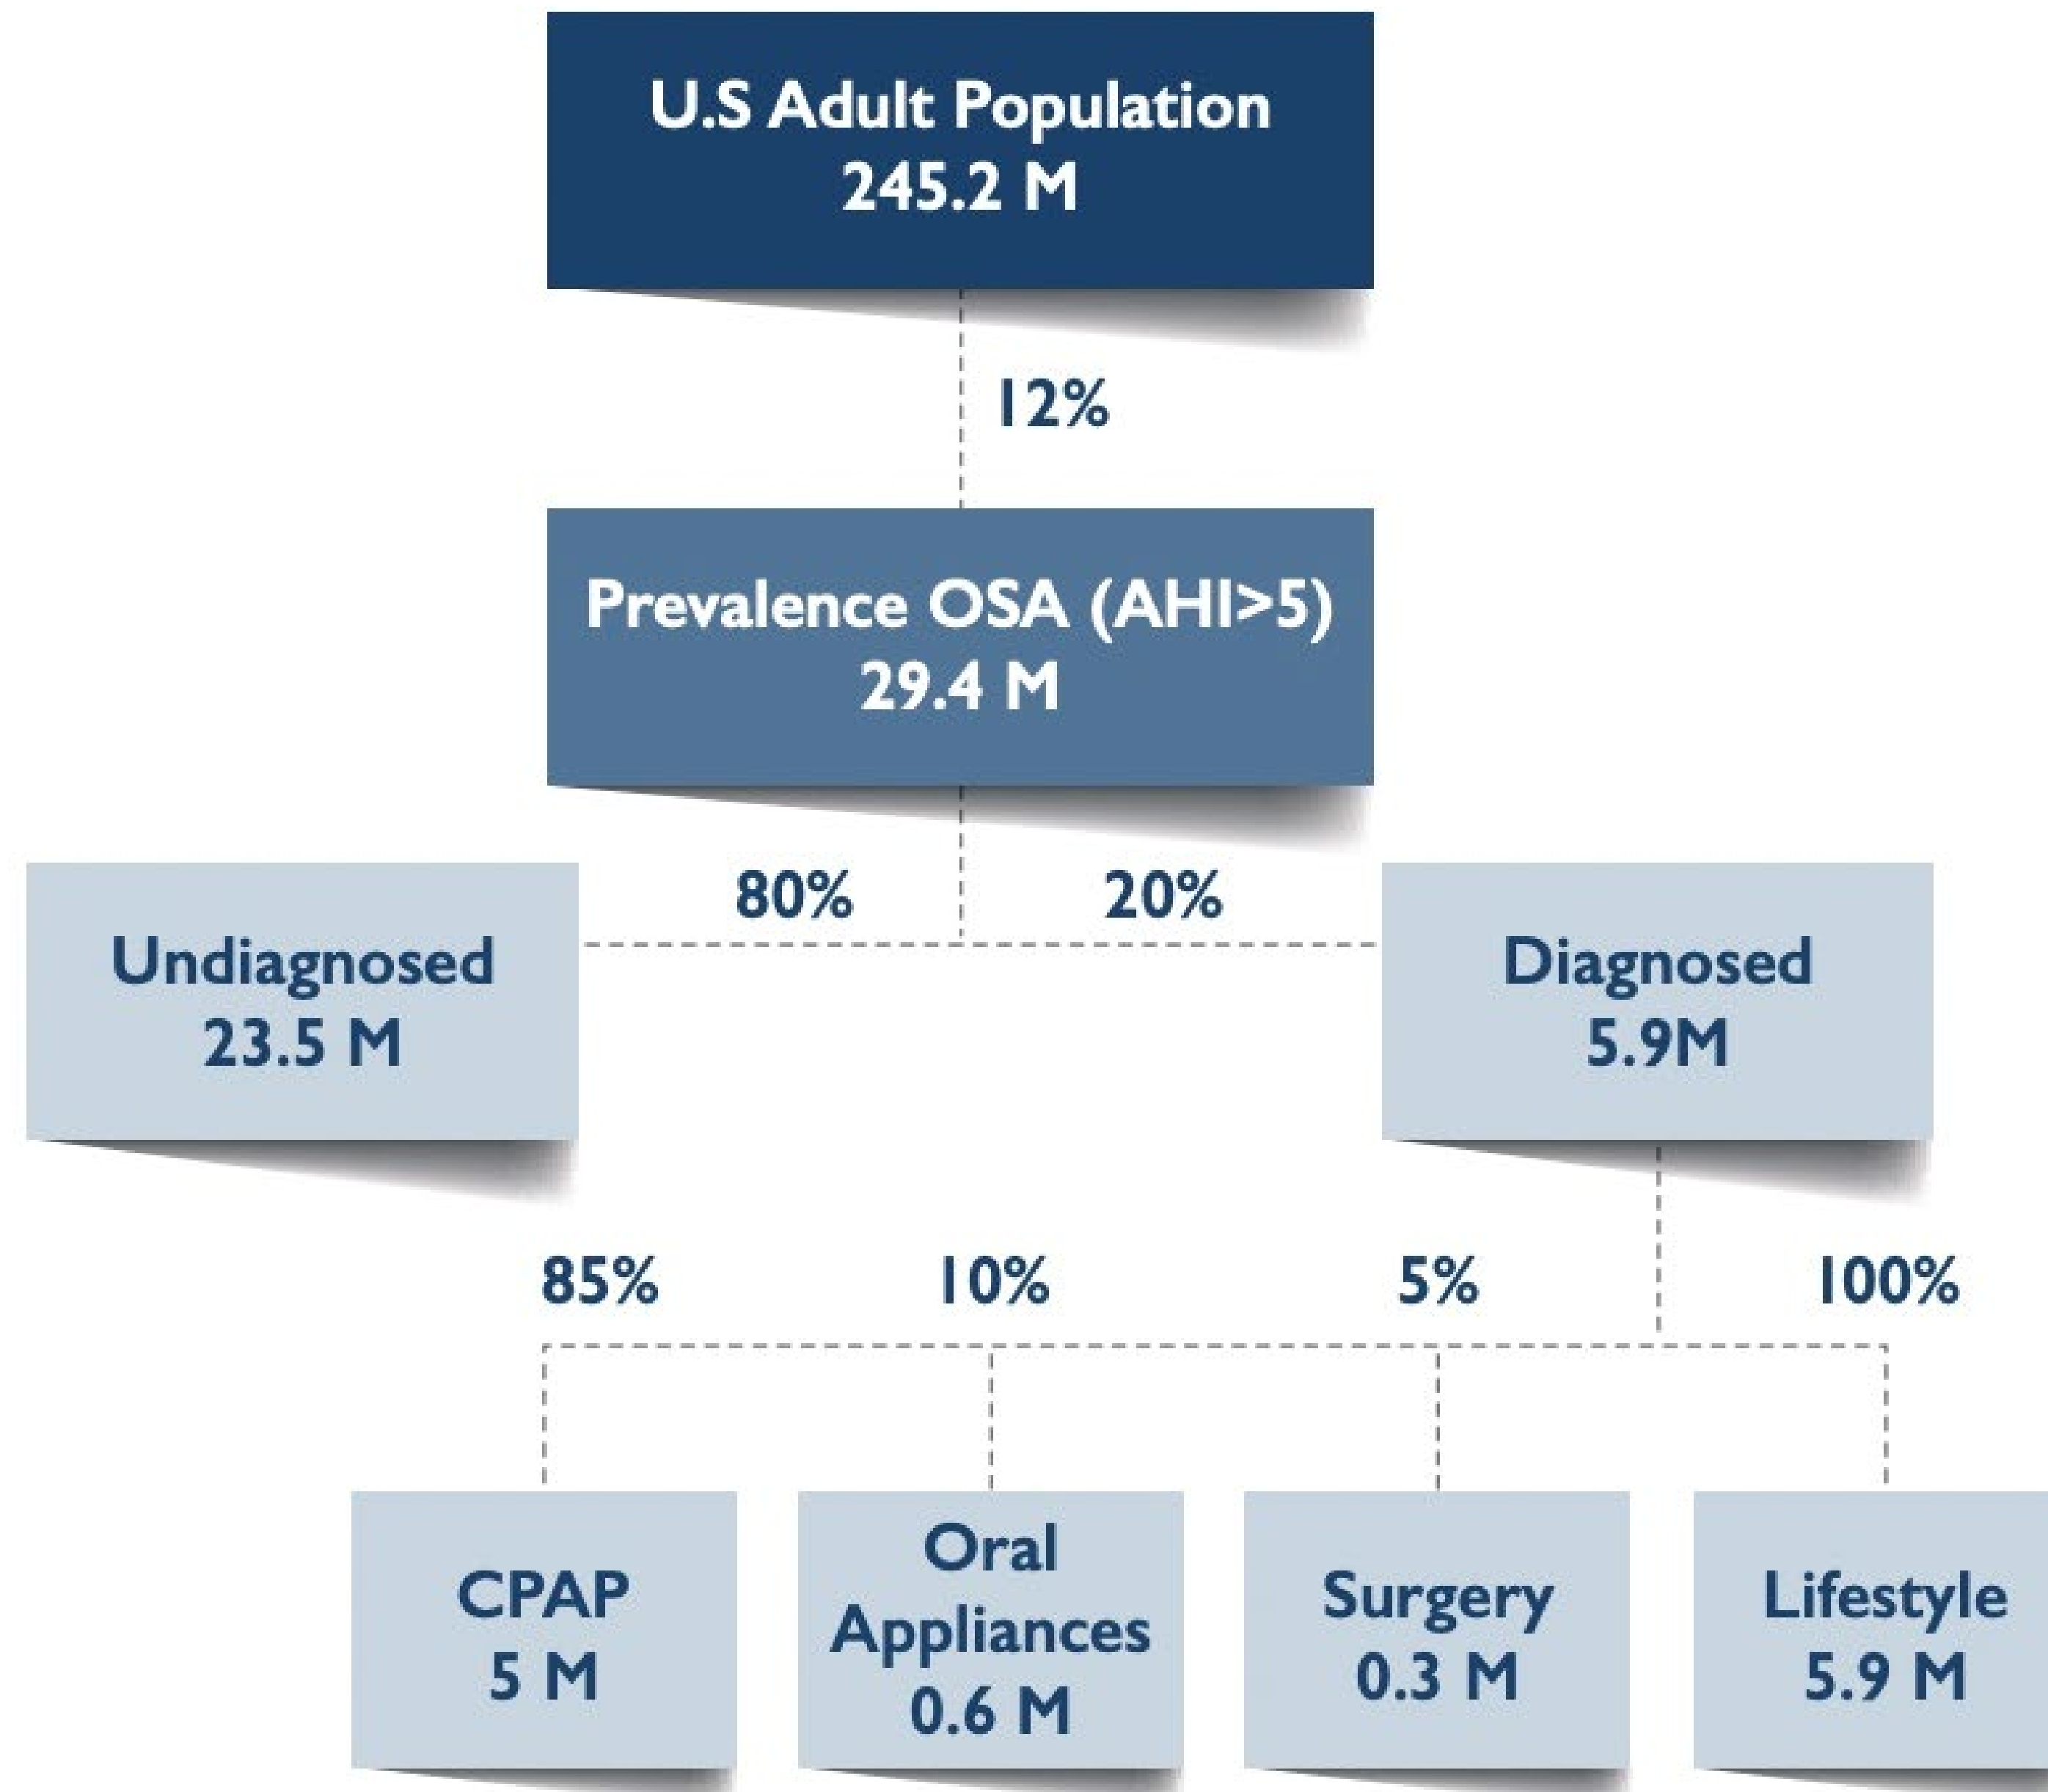 U.S Adult Population
245.2 M
12%
Prevalence OSA (AHI>5)
29.4 M
80%
20%
Undiagnosed
23.5 M
Diagnosed
5.9M
85%
10%
5%
100%
CPAP
5 M
Oral
Appliances
0.6 M
Surgery
0.3 M
Lifestyle
5.9 M